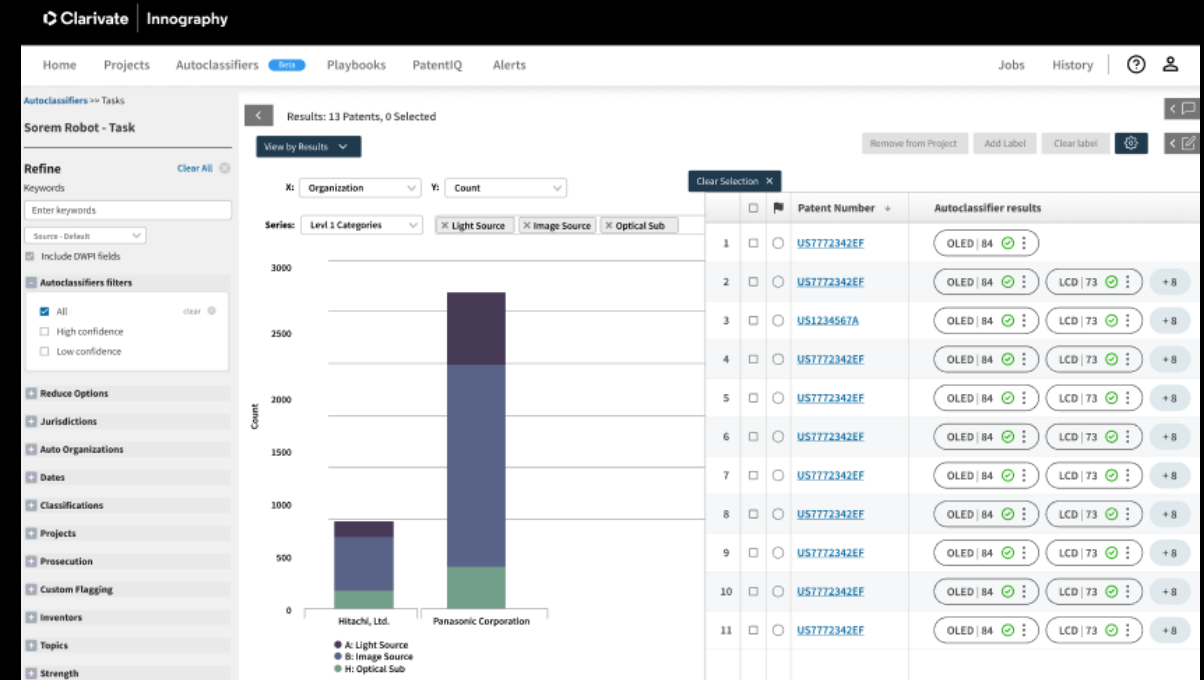 Clarivate | Innography
Home Projects Autoclassifiers Beta Playbooks PatentIQ Alerts Jobs History
Autoclassifiers >> Tasks
Sorem Robot - Task
Refine Clear All
Keywords
Enter keywords
Source - Default
Include DWPI fields
Autoclassifiers filters
All clear
High confidence
Low confidence
Reduce Options
Jurisdictions
Auto Organizations
Dates
Classifications
Projects
Prosecution
Custom Flagging
Inventors
Topics
Strength
Results: 13 Patents, 0 Selected
View by Results
Remove from Project Add Label Clear label
X: Organization Y: Count
Series: Levl 1 Categories × Light Source × Image Source × Optical Sub
3000
2500
2000
1500
1000
500
0
Count
Hitachi, Ltd. Panasonic Corporation
A: Light Source
B: Image Source
H: Optical Sub
Clear Selection ×
Patent Number Autoclassifier results
1 US7772342EF OLED | 84
2 US7772342EF OLED | 84 LCD | 73 +8
3 US1234567A OLED | 84 LCD | 73 +8
4 US7772342EF OLED | 84 LCD | 73 +8
5 US7772342EF OLED | 84 LCD | 73 +8
6 US7772342EF OLED | 84 LCD | 73 +8
7 US7772342EF OLED | 84 LCD | 73 +8
8 US7772342EF OLED | 84 LCD | 73 +8
9 US7772342EF OLED | 84 LCD | 73 +8
10 US7772342EF OLED | 84 LCD | 73 +8
11 US7772342EF OLED | 84 LCD | 73 +8